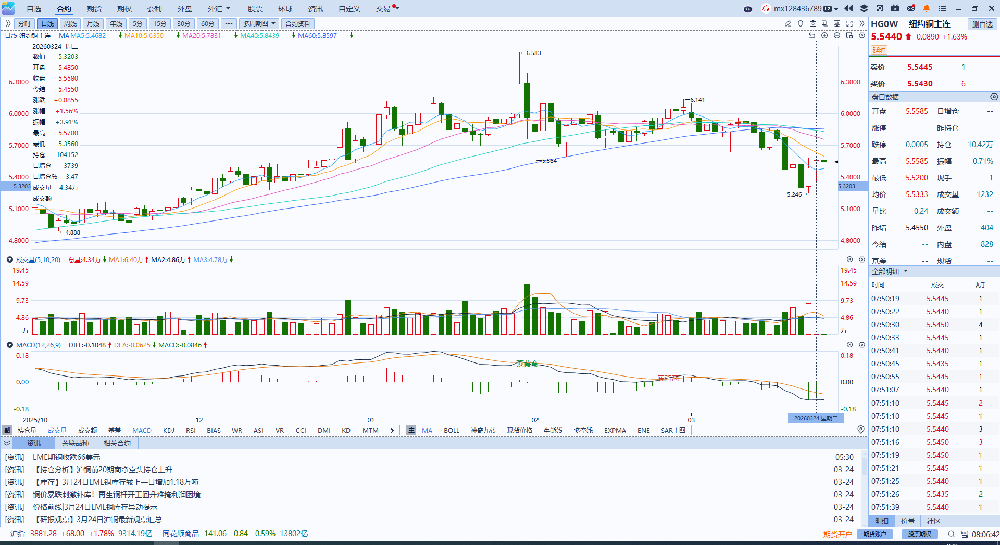 自选 合约 期货 期权 套利 外盘 外汇 股票 环球 资讯 自定义 交易 mx128436789 L2
分时 日线 周线 月线 年线 5分 15分 30分 60分 ••• 多周期图 合约资料
日线 纽约铜主连 MA MA5:5.4682 MA10:5.6350 MA20:5.7831 MA40:5.8439 MA60:5.8597
20260324 周二
数值 5.3203
开盘 5.4850
收盘 5.5580
今结 5.4550
涨跌 +0.0855
涨幅 +1.56%
振幅 +3.91%
最高 5.5700
最低 5.3560
持仓 104152
日增仓 -3739
日增仓% -3.47
成交量 4.34万
成交额 --
6.3000
6.0000
5.7000
5.4000
5.3203
5.1000
4.8000
6.583
6.141
5.564
5.246
4.888
6.3000
6.0000
5.7000
5.4000
5.3203
5.1000
4.8000
成交量(5,10,20) 总量:4.34万 MA1:6.40万 MA2:4.86万 MA3:4.78万
19.45
14.59
9.73
4.86
万
19.45
14.59
9.73
4.86
万
MACD(12,26,9) DIFF:-0.1048 DEA:-0.0625 MACD:-0.0846
0.18
0.00
-0.18
顶背离
底背离
0.18
0.00
-0.18
2025/10 12 01 02 03 20260324 星期二
副 持仓量 成交量 成交额 基差 MACD KDJ RSI BIAS WR ASI VR CCI DMI KD MTM 主 MA BOLL 神奇九转 现货价格 牛熊线 多空线 EXPMA ENE SAR主图
资讯 关联品种 相关合约
[资讯] LME期铜收跌66美元 05:30
[资讯] 【持仓分析】沪铜前20期商净空头持仓上升 03-24
[资讯] 【库存】3月24日LME铜库存较上一日增加1.18万吨 03-24
[资讯] 铜价暴跌刺激补库！再生铜杆开工回升难掩利润困境 03-24
[资讯] 价格前线|3月24日LME铜库存异动提示 03-24
[资讯] 【研报观点】3月24日沪铜最新观点汇总 03-24
HG0W 纽约铜主连 删自选
5.5440 0.0890 +1.63%
延时
卖价 5.5445 1
买价 5.5430 6
盘口数据
开盘 5.5585 日增仓 --
涨停 -- 昨持仓 --
跌停 0.0005 持仓 10.42万
最高 5.5585 振幅 0.71%
最低 5.5200 现手 1
均价 5.5333 成交量 1232
量比 0.24 成交额 --
昨结 5.4550 外盘 404
今结 -- 内盘 828
基差 -- 现货 --
全部明细
时间 成交 现手
07:50:19 5.5445 1
07:50:22 5.5440 1
07:50:30 5.5450 4
07:50:33 5.5445 1
07:50:41 5.5440 1
07:50:45 5.5435 1
07:50:55 5.5445 1
07:51:07 5.5440 1
07:51:10 5.5445 2
07:51:10 5.5445 1
07:51:10 5.5440 3
07:51:16 5.5450 3
07:51:19 5.5450 1
07:51:21 5.5445 1
07:51:25 5.5440 1
07:51:26 5.5435 2
07:51:39 5.5440 1
明细 价量 社区
沪指 3881.28 +68.00 +1.78% 9314.19亿 同花顺商品 141.06 -0.84 -0.59% 13802亿 期货开户 期货账户 股票期权 08:06:42